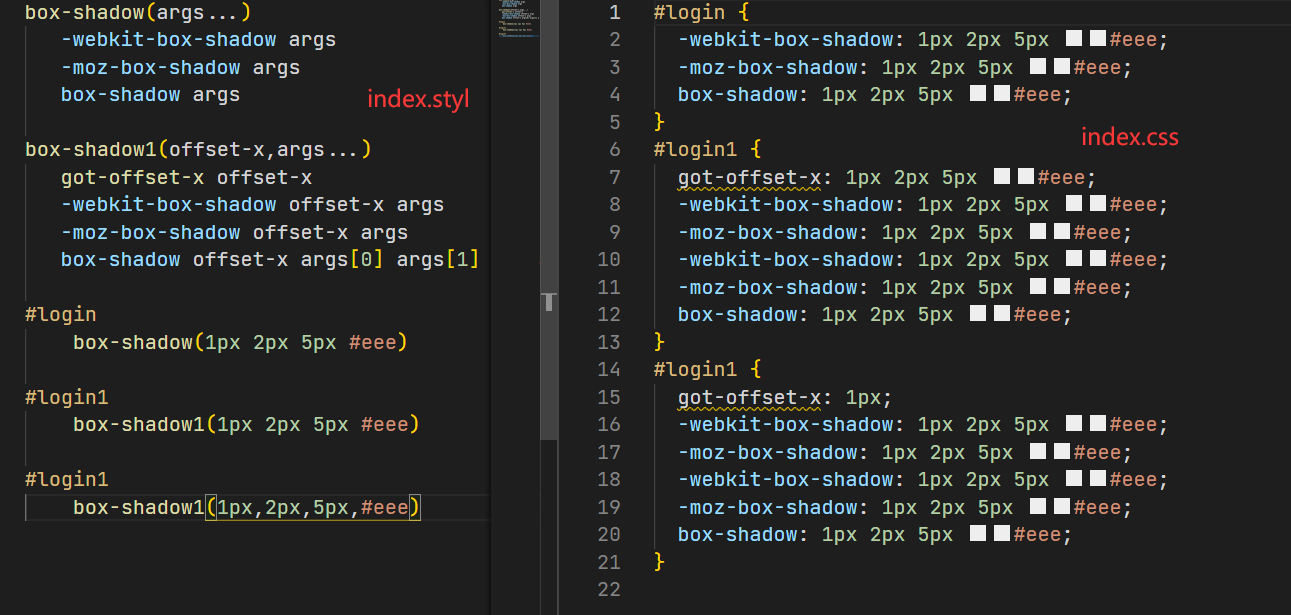 box-shadow(args...)
-webkit-box-shadow args
-moz-box-shadow args
box-shadow args
index.styl
box-shadow1(offset-x,args...)
got-offset-x offset-x
-webkit-box-shadow offset-x args
-moz-box-shadow offset-x args
box-shadow offset-x args[0] args[1]
#login
box-shadow(1px 2px 5px #eee)
#login1
box-shadow1(1px 2px 5px #eee)
#login1
box-shadow1(1px,2px,5px,#eee)
1 #login {
2 -webkit-box-shadow: 1px 2px 5px #eee;
3 -moz-box-shadow: 1px 2px 5px #eee;
4 box-shadow: 1px 2px 5px #eee;
5 }
index.css
6 #login1 {
7 got-offset-x: 1px 2px 5px #eee;
8 -webkit-box-shadow: 1px 2px 5px #eee;
9 -moz-box-shadow: 1px 2px 5px #eee;
10 -webkit-box-shadow: 1px 2px 5px #eee;
11 -moz-box-shadow: 1px 2px 5px #eee;
12 box-shadow: 1px 2px 5px #eee;
13 }
14 #login1 {
15 got-offset-x: 1px;
16 -webkit-box-shadow: 1px 2px 5px #eee;
17 -moz-box-shadow: 1px 2px 5px #eee;
18 -webkit-box-shadow: 1px 2px 5px #eee;
19 -moz-box-shadow: 1px 2px 5px #eee;
20 box-shadow: 1px 2px 5px #eee;
21 }
22